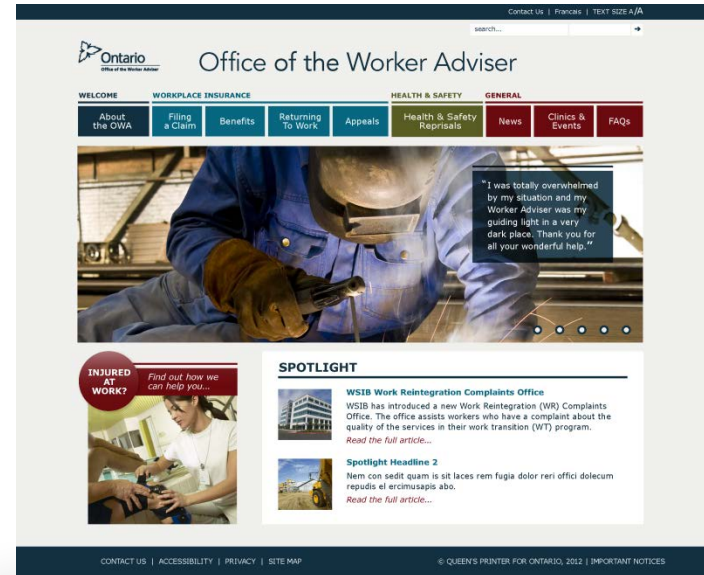 Contact Us | Francais | TEXT SIZE A/A
search...
Ontario
Office of the Worker Adviser
Office of the Worker Adviser
WELCOME WORKPLACE INSURANCE HEALTH & SAFETY GENERAL
About the OWA
Filing a Claim
Benefits
Returning To Work
Appeals
Health & Safety Reprisals
News
Clinics & Events
FAQs
"I was totally overwhelmed
by my situation and my
Worker Adviser was my
guiding light in a very
dark place. Thank you for
all your wonderful help."
INJURED
AT
WORK?
Find out how we
can help you...
SPOTLIGHT
WSIB Work Reintegration Complaints Office
WSIB has introduced a new Work Reintegration (WR) Complaints
Office. The office assists workers who have a complaint about the
quality of the services in their work transition (WT) program.
Read the full article...
Spotlight Headline 2
Nem con sedit quam is sit laces rem fugia dolor reri offici dolecum
repudis el ercimusapis abo.
Read the full article...
CONTACT US | ACCESSIBILITY | PRIVACY | SITE MAP
© QUEEN'S PRINTER FOR ONTARIO, 2012 | IMPORTANT NOTICES